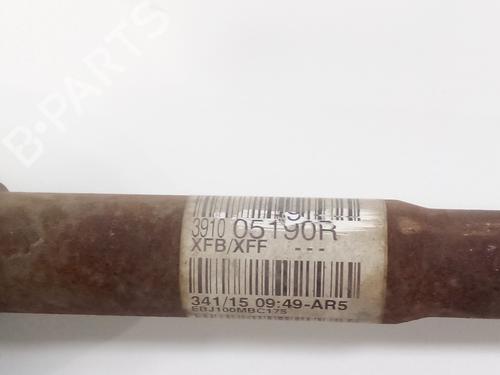 B-PARTS
3910 05190R
XFB/XFF ---
341/15 09:49-AR5
EBJ100MBC175